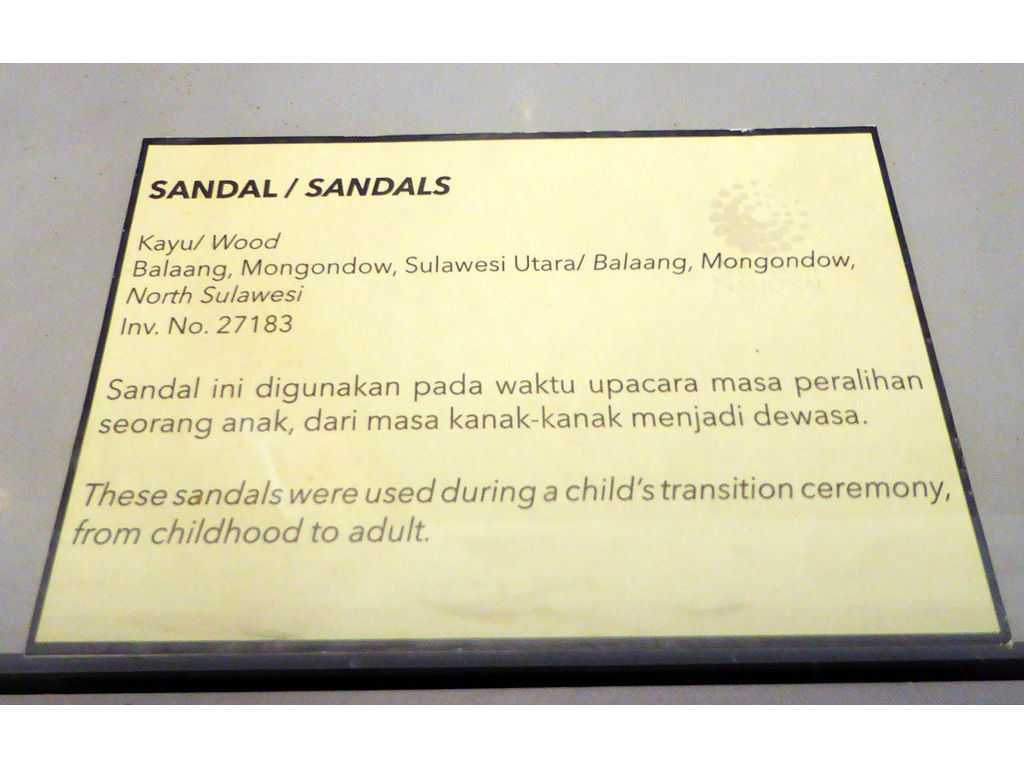 SANDAL / SANDALS
Kayu/ Wood
Balaang, Mongondow, Sulawesi Utara/ Balaang, Mongondow,
North Sulawesi
Inv. No. 27183
Sandal ini digunakan pada waktu upacara masa peralihan
seorang anak, dari masa kanak-kanak menjadi dewasa.
These sandals were used during a child's transition ceremony,
from childhood to adult.
NASIONAL